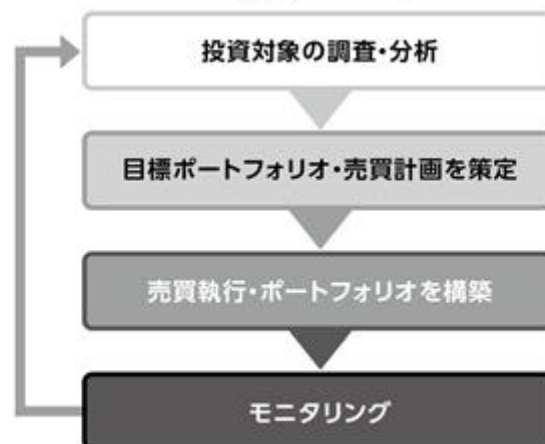 投資対象の調査・分析
目標ポートフォリオ・売買計画を策定
売買執行・ポートフォリオを構築
モニタリング